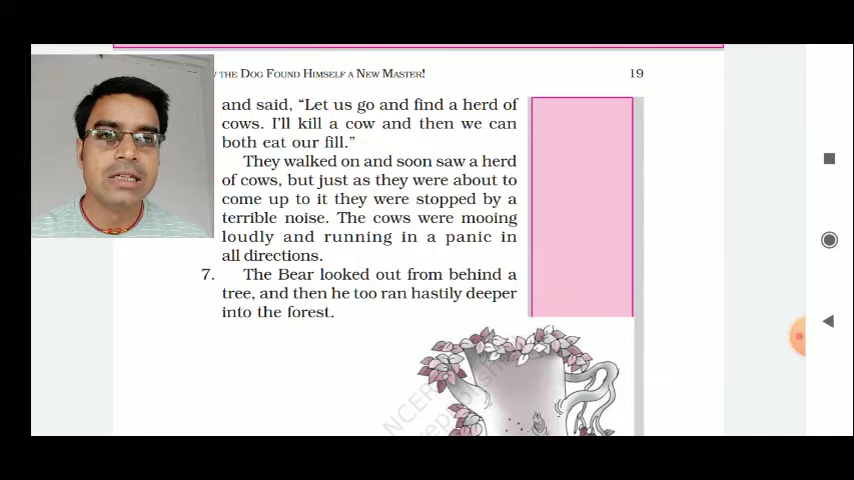 THE DOG FOUND HIMSELF A NEW MASTER!
19
and said, “Let us go and find a herd of
cows. I’ll kill a cow and then we can
both eat our fill.”
They walked on and soon saw a herd
of cows, but just as they were about to
come up to it they were stopped by a
terrible noise. The cows were mooing
loudly and running in a panic in
all directions.
7. The Bear looked out from behind a
tree, and then he too ran hastily deeper
into the forest.
NCER